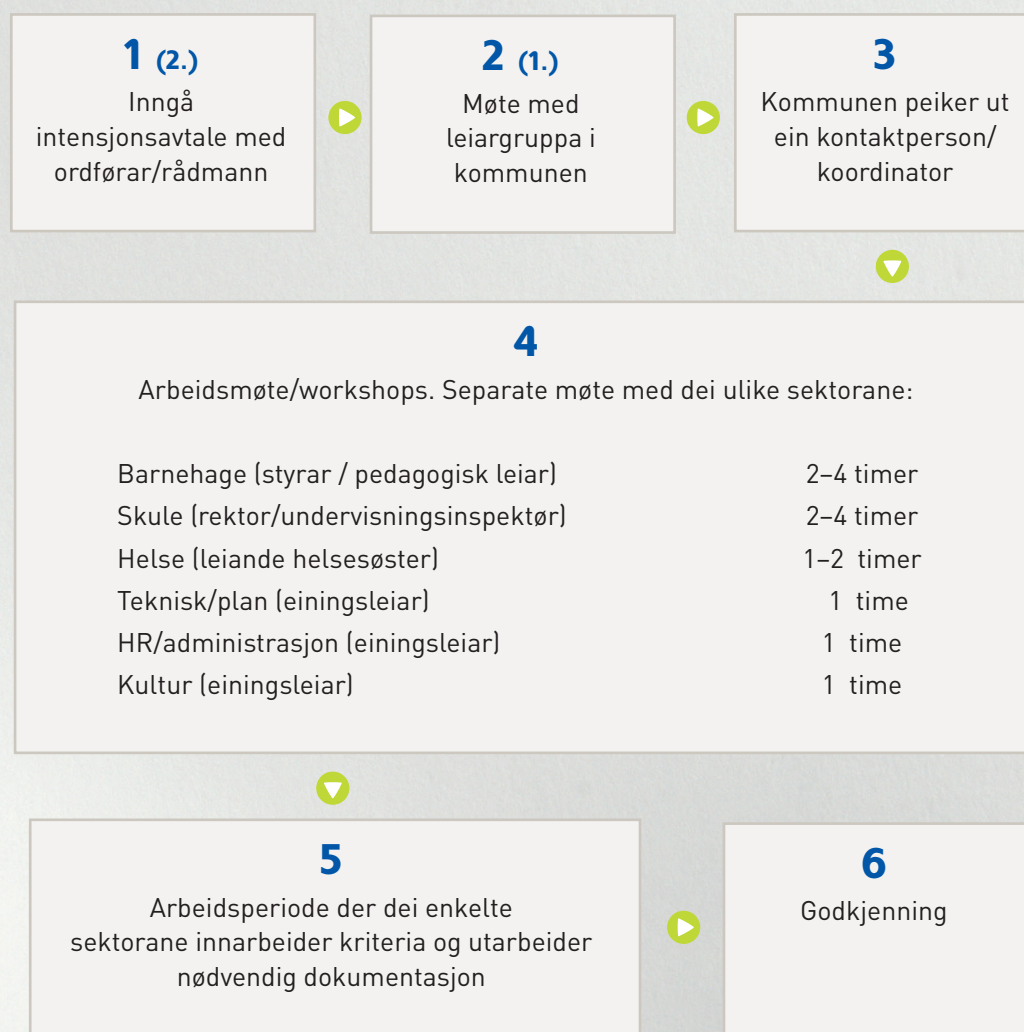 1 (2.)
Inngå
intensjonsavtale med
ordførar/rådmann
2 (1.)
Møte med
leiargruppa i
kommunen
3
Kommunen peiker ut
ein kontaktperson/
koordinator
4
Arbeidsmøte/workshops. Separate møte med dei ulike sektorane:
Barnehage (styrar / pedagogisk leiar) 2–4 timer
Skule (rektor/undervisningsinspektør) 2–4 timer
Helse (leiande helsesøster) 1–2 timer
Teknisk/plan (einingsleiar) 1 time
HR/administrasjon (einingsleiar) 1 time
Kultur (einingsleiar) 1 time
5
Arbeidsperiode der dei enkelte
sektorane innarbeider kriteria og utarbeider
nødvendig dokumentasjon
6
Godkjenning